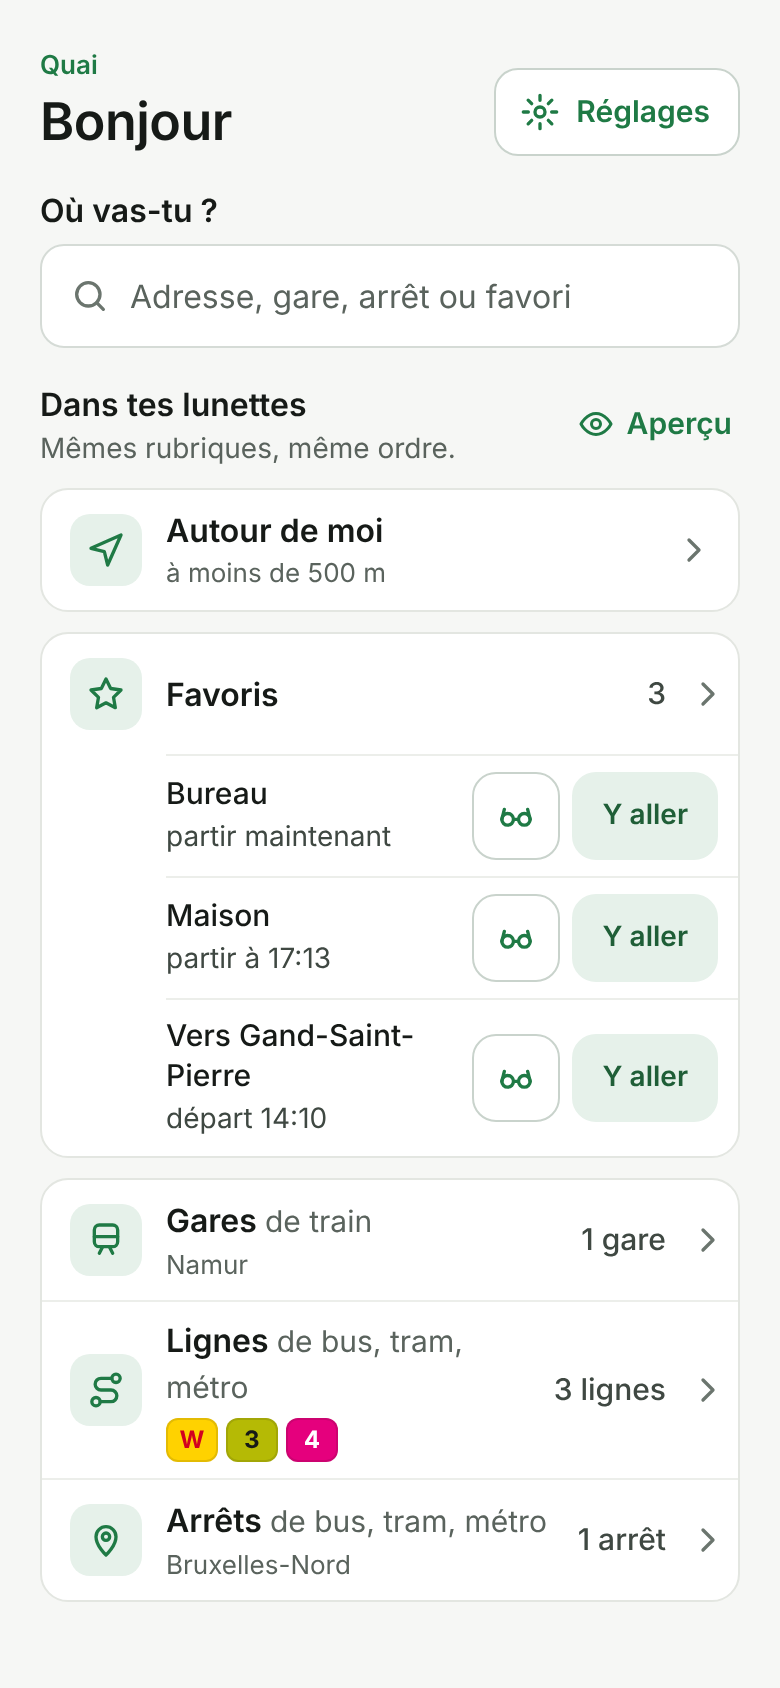 Quai
Bonjour
Réglages
Où vas-tu ?
Adresse, gare, arrêt ou favori
Dans tes lunettes
Mêmes rubriques, même ordre.
Aperçu
Autour de moi
à moins de 500 m
Favoris
3
Bureau
partir maintenant
Y aller
Maison
partir à 17:13
Y aller
Vers Gand-Saint-
Pierre
départ 14:10
Y aller
Gares de train
Namur
1 gare
Lignes de bus, tram,
métro
W 3 4
3 lignes
Arrêts de bus, tram, métro
Bruxelles-Nord
1 arrêt